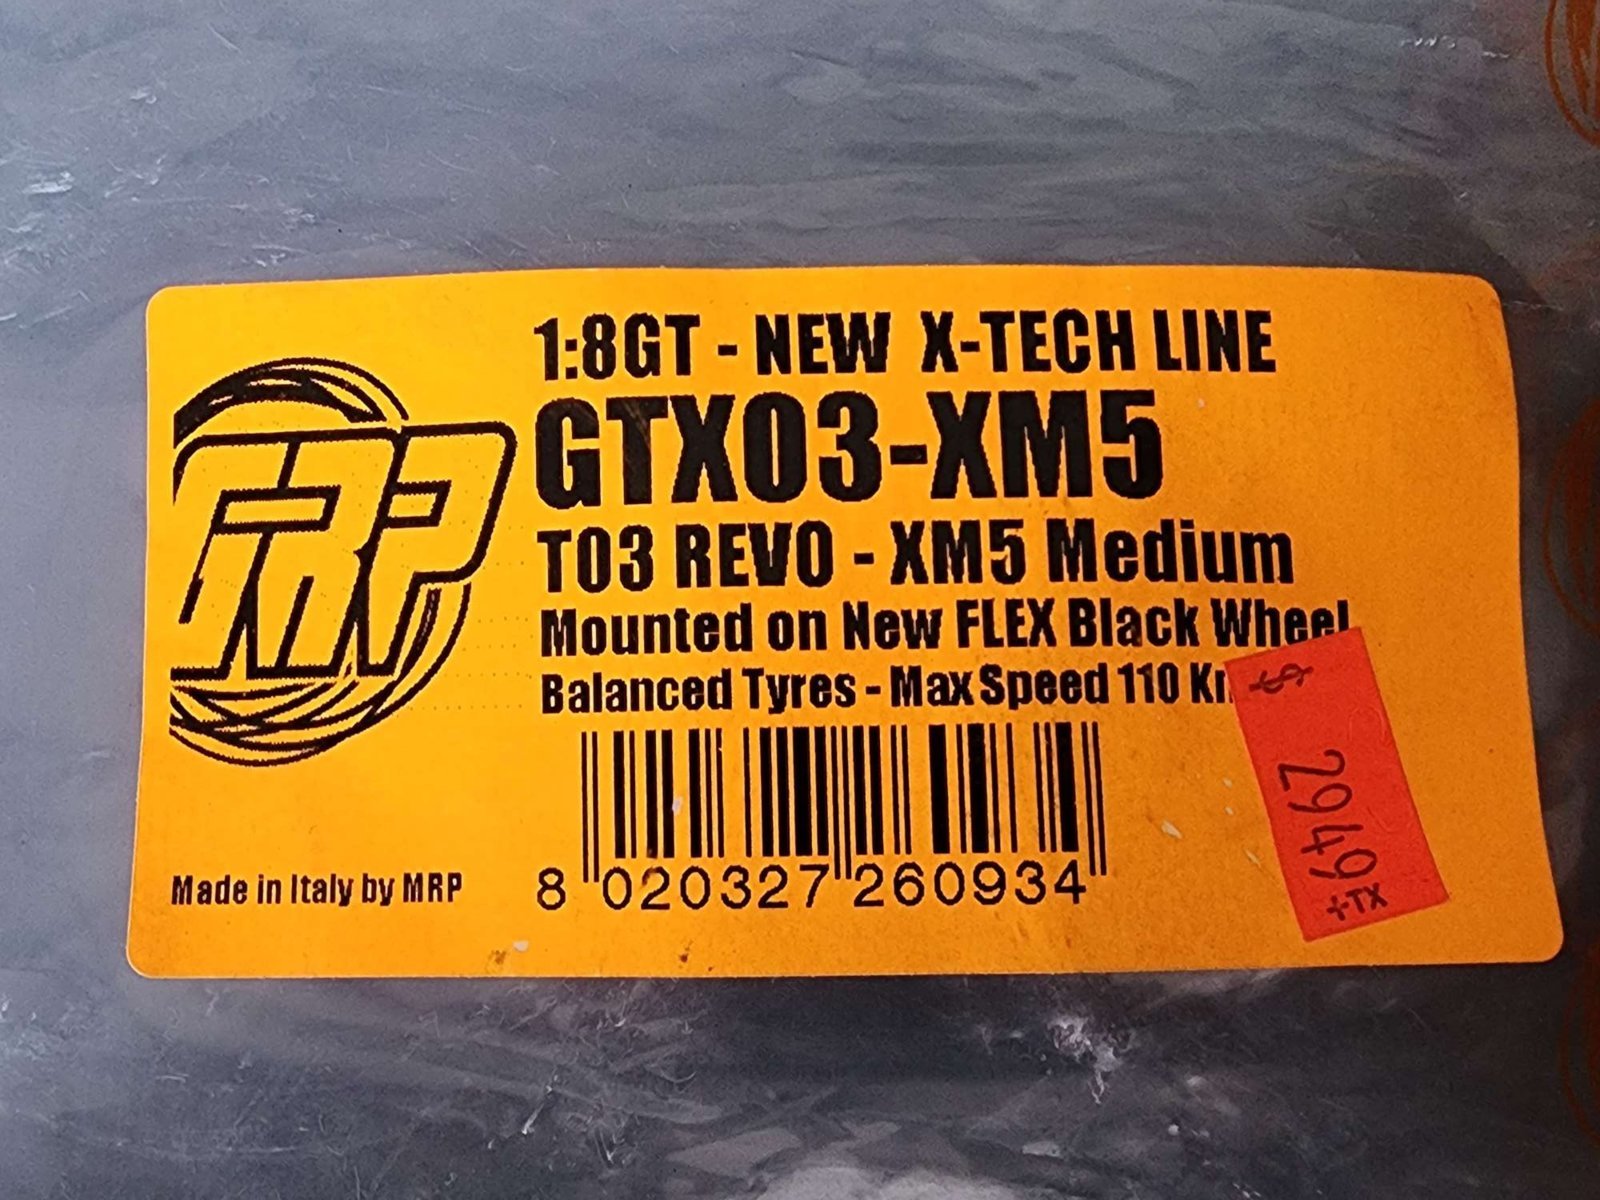 1:8GT - NEW X-TECH LINE
GTX03-XM5
T03 REVO - XM5 Medium
Mounted on New FLEX Black Wheel
Balanced Tyres - Max Speed 110
GRP
8 020327 260934
Made in Italy by MRP
$ 2949 +TX